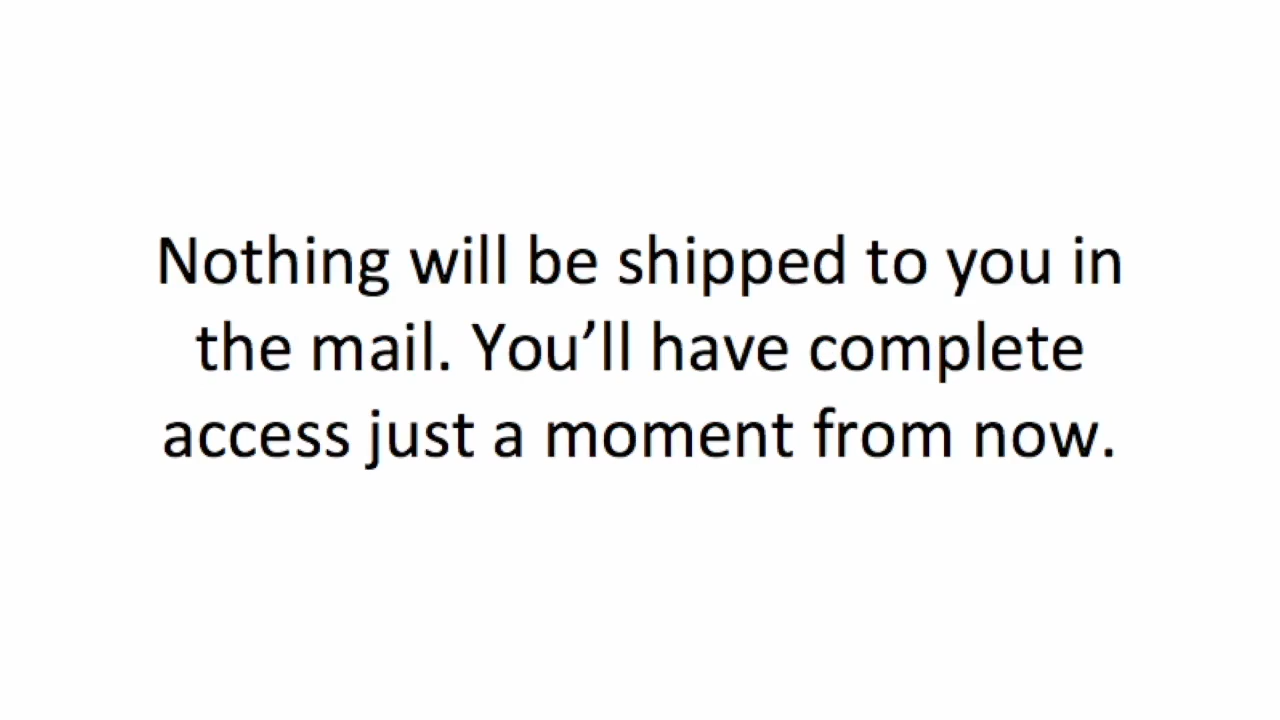 Nothing will be shipped to you in
the mail. You’ll have complete
access just a moment from now.